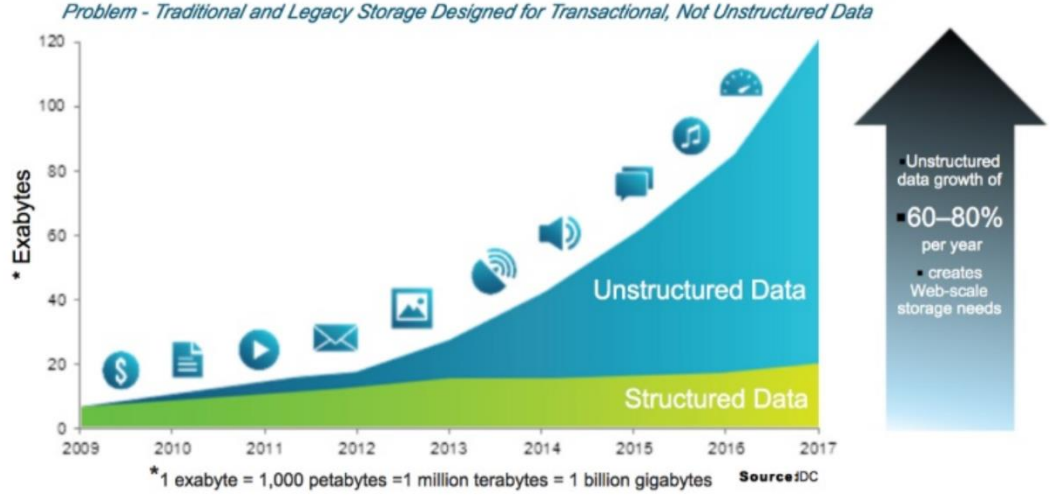 Problem - Traditional and Legacy Storage Designed for Transactional, Not Unstructured Data
120
100
80
60
40
20
0
* Exabytes
$
Unstructured Data
Structured Data
2009 2010 2011 2012 2013 2014 2015 2016 2017
*1 exabyte = 1,000 petabytes =1 million terabytes = 1 billion gigabytes
Source:IDC
▪Unstructured
data growth of
▪60–80%
per year
▪ creates
Web-scale
storage needs